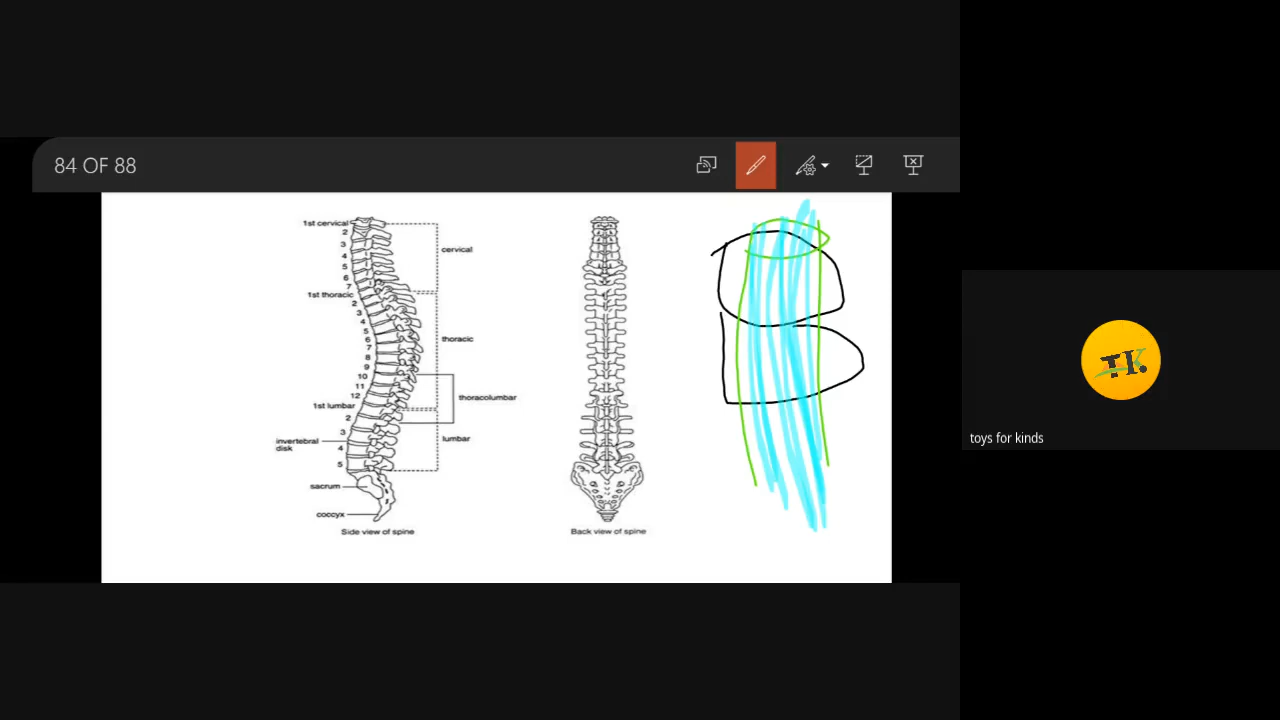 84 OF 88
1st cervical
2
3
4
5
6
7
1st thoracic
2
3
4
5
6
7
8
9
10
11
12
1st lumbar
2
3
invertebral
disk
4
5
sacrum
coccyx
cervical
thoracic
thoracolumbar
lumbar
Side view of spine
Back view of spine
TK.
toys for kinds